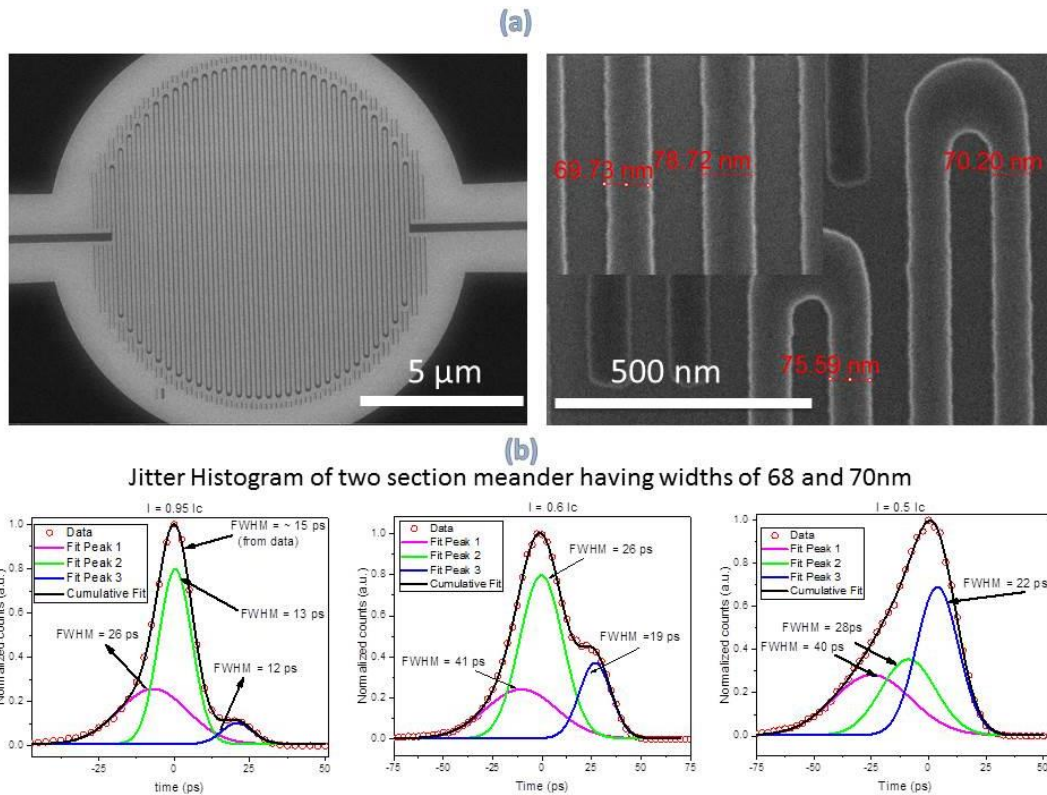 (a)
69.73 nm
78.72 nm
70.20 nm
75.59 nm
5 µm
500 nm
(b)
Jitter Histogram of two section meander having widths of 68 and 70nm
I = 0.95 Ic
Normalized counts (a.u.)
1.0
0.8
0.6
0.4
0.2
0.0
Data
Fit Peak 1
Fit Peak 2
Fit Peak 3
Cumulative Fit
FWHM = ~ 15 ps
(from data)
FWHM = 13 ps
FWHM = 26 ps
FWHM = 12 ps
-25
0
25
50
time (ps)
I = 0.6 Ic
Normalized counts (a.u.)
1.0
0.8
0.6
0.4
0.2
0.0
Data
Fit Peak 1
Fit Peak 2
Fit Peak 3
Cumulative Fit
FWHM = 26 ps
FWHM =19 ps
FWHM = 41 ps
-75
-50
-25
0
25
50
75
Time (ps)
I = 0.5 Ic
Normalized counts (a.u.)
1.0
0.8
0.6
0.4
0.2
0.0
Data
Fit Peak 1
Fit Peak 2
Fit Peak 3
Cumulative Fit
FWHM = 22 ps
FWHM = 28ps
FWHM = 40 ps
-75
-50
-25
0
25
50
75
Time (ps)